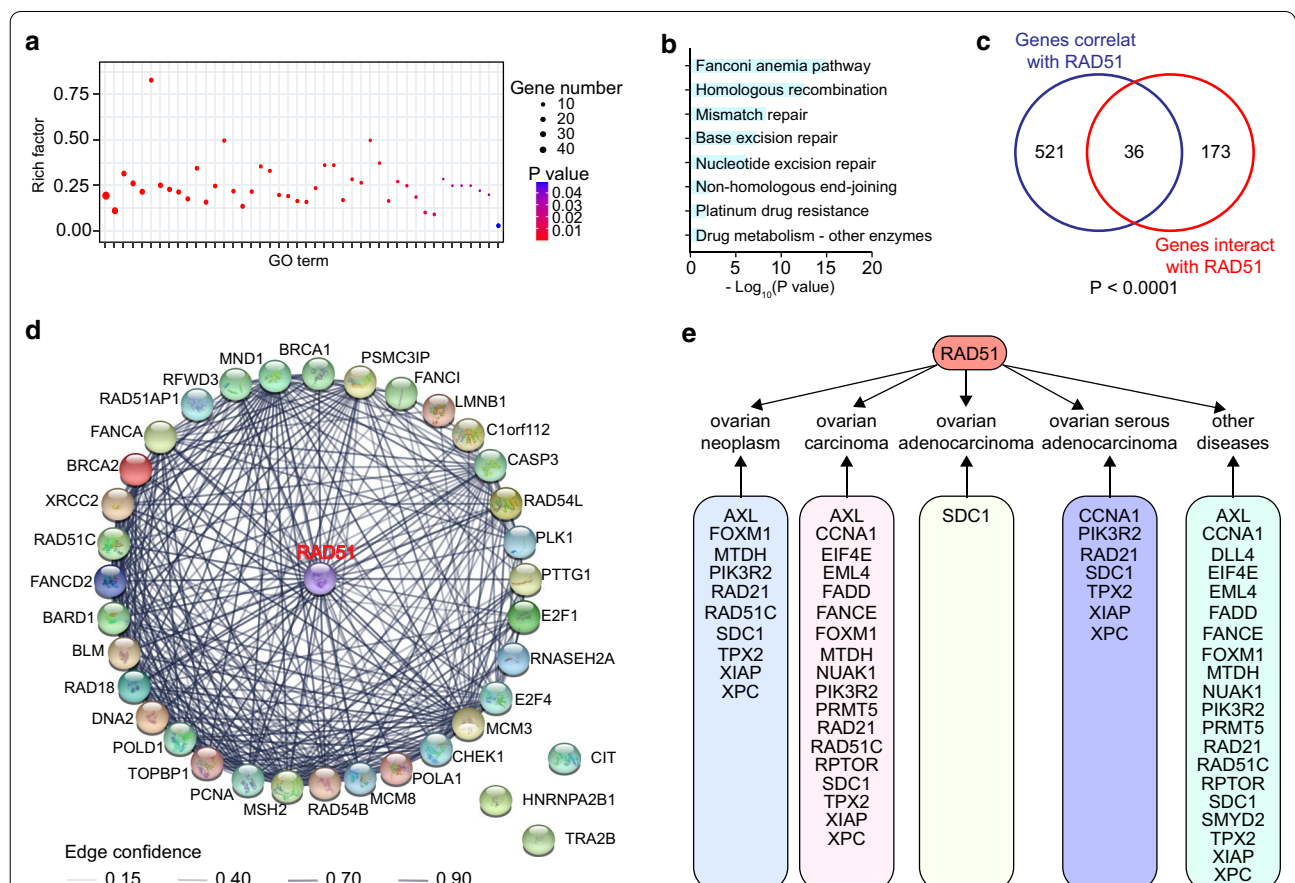 a
Rich factor
0.75
0.50
0.25
0.00
GO term
Gene number
10
20
30
40
P value
0.04
0.03
0.02
0.01
b
Fanconi anemia pathway
Homologous recombination
Mismatch repair
Base excision repair
Nucleotide excision repair
Non-homologous end-joining
Platinum drug resistance
Drug metabolism - other enzymes
0 5 10 15 20
- Log10(P value)
c
Genes correlat
with RAD51
521 36 173
Genes interact
with RAD51
P < 0.0001
d
BRCA1
PSMC3IP
MND1
FANCI
RFWD3
LMNB1
RAD51AP1
C1orf112
FANCA
CASP3
BRCA2
RAD54L
XRCC2
PLK1
RAD51C
RAD51
PTTG1
FANCD2
E2F1
BARD1
RNASEH2A
BLM
E2F4
RAD18
MCM3
DNA2
CHEK1
POLD1
POLA1
TOPBP1
MCM8
PCNA
RAD54B
MSH2
CIT
HNRNPA2B1
TRA2B
Edge confidence
0.15 0.40 0.70 0.90
e
RAD51
ovarian
neoplasm
ovarian
carcinoma
ovarian
adenocarcinoma
ovarian serous
adenocarcinoma
other
diseases
AXL
FOXM1
MTDH
PIK3R2
RAD21
RAD51C
SDC1
TPX2
XIAP
XPC
AXL
CCNA1
EIF4E
EML4
FADD
FANCE
FOXM1
MTDH
NUAK1
PIK3R2
PRMT5
RAD21
RAD51C
RPTOR
SDC1
TPX2
XIAP
XPC
SDC1
CCNA1
PIK3R2
RAD21
SDC1
TPX2
XIAP
XPC
AXL
CCNA1
DLL4
EIF4E
EML4
FADD
FANCE
FOXM1
MTDH
NUAK1
PIK3R2
PRMT5
RAD21
RAD51C
RPTOR
SDC1
SMYD2
TPX2
XIAP
XPC